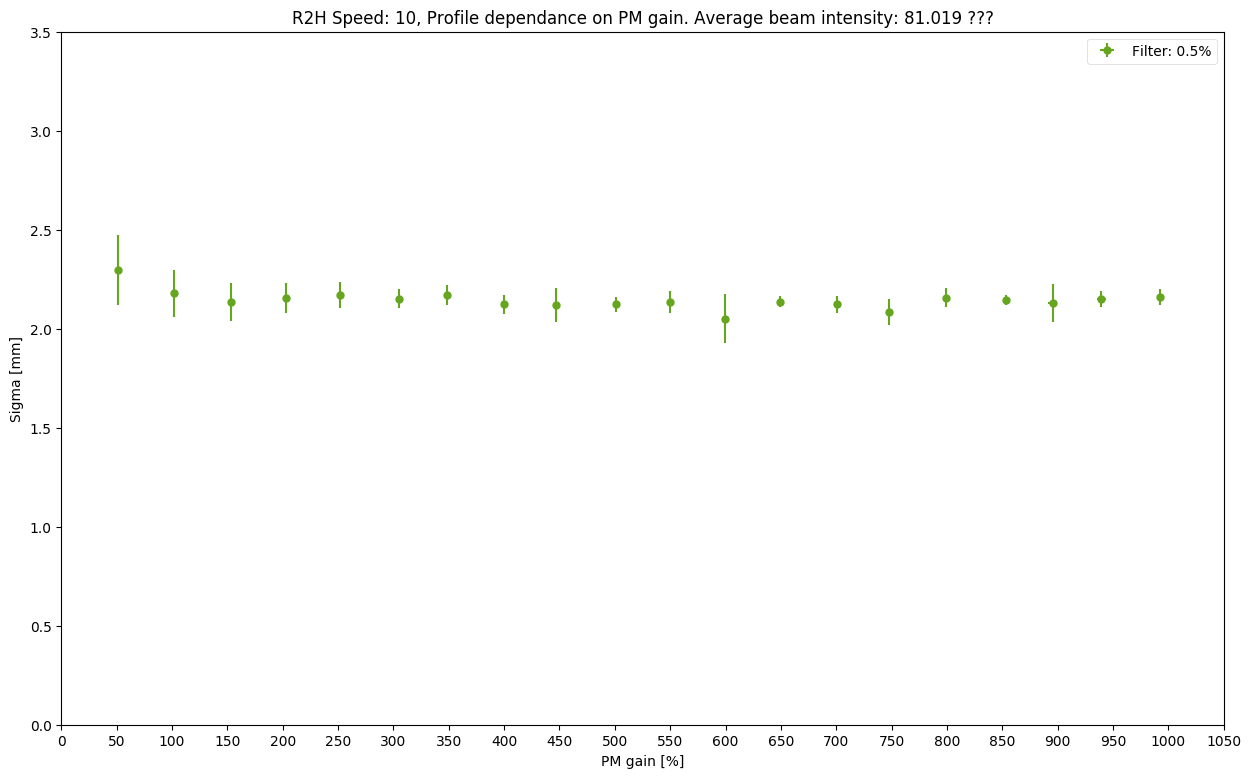 R2H Speed: 10, Profile dependance on PM gain. Average beam intensity: 81.019 ???
Filter: 0.5%
3.5
3.0
2.5
2.0
1.5
1.0
0.5
0.0
Sigma [mm]
0 50 100 150 200 250 300 350 400 450 500 550 600 650 700 750 800 850 900 950 1000 1050
PM gain [%]